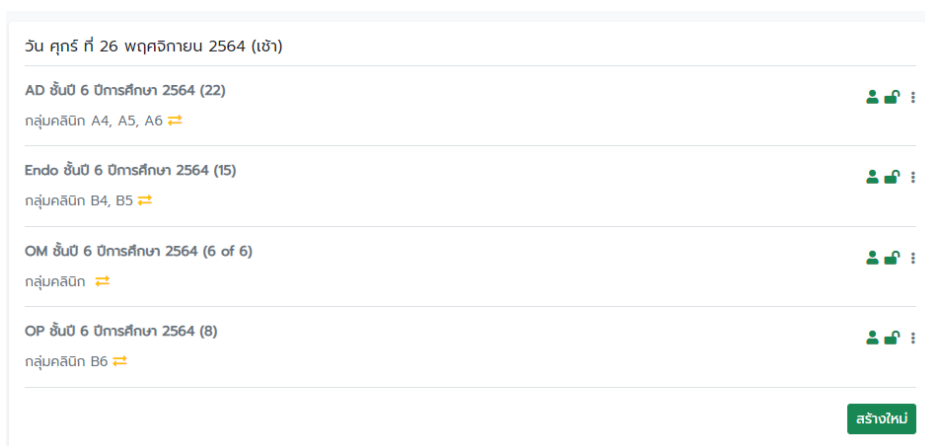 วัน ศุกร์ ที่ 26 พฤศจิกายน 2564 (เช้า)
AD ชั้นปี 6 ปีการศึกษา 2564 (22)
กลุ่มคลินิก A4, A5, A6
Endo ชั้นปี 6 ปีการศึกษา 2564 (15)
กลุ่มคลินิก B4, B5
OM ชั้นปี 6 ปีการศึกษา 2564 (6 of 6)
กลุ่มคลินิก
OP ชั้นปี 6 ปีการศึกษา 2564 (8)
กลุ่มคลินิก B6
สร้างใหม่